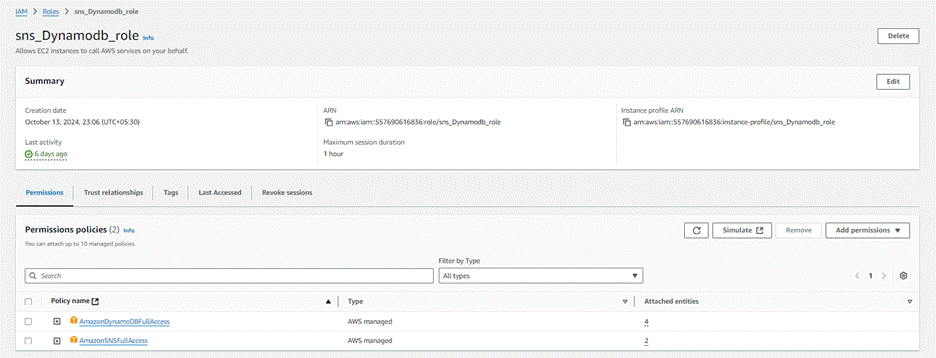 IAM > Roles > sns_Dynamodb_role
sns_Dynamodb_role Info
Delete
Allows EC2 instances to call AWS services on your behalf.
Summary
Edit
Creation date
October 13, 2024, 23:06 (UTC+05:30)
ARN
arn:aws:iam::557690616836:role/sns_Dynamodb_role
Instance profile ARN
arn:aws:iam::557690616836:instance-profile/sns_Dynamodb_role
Last activity
6 days ago
Maximum session duration
1 hour
Permissions
Trust relationships
Tags
Last Accessed
Revoke sessions
Permissions policies (2) Info
Simulate
Remove
Add permissions
You can attach up to 10 managed policies.
Filter by Type
Search
All types
1
Policy name
Type
Attached entities
AmazonDynamoDBFullAccess
AWS managed
4
AmazonSNSFullAccess
AWS managed
2